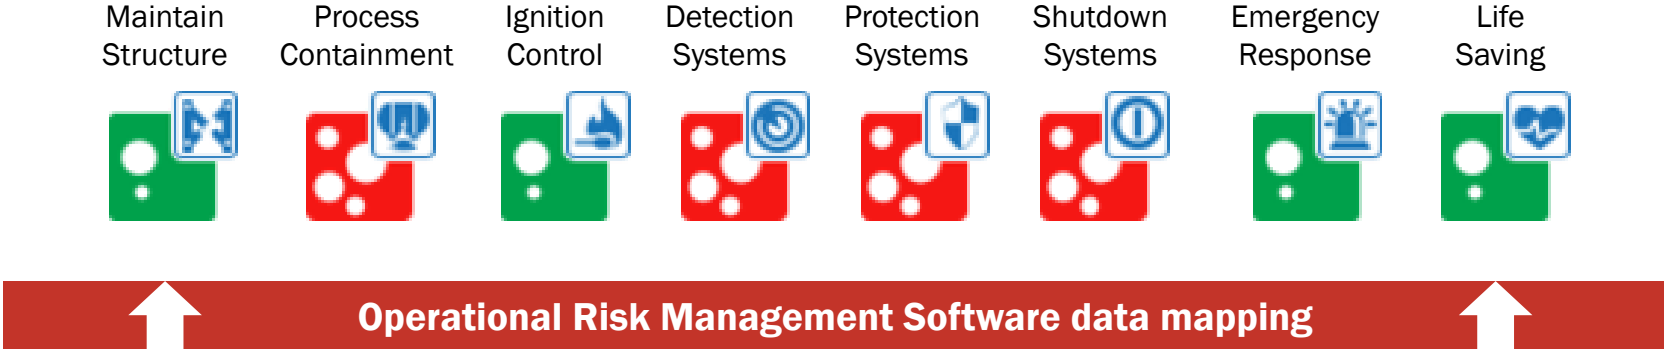 Maintain
Structure
Process
Containment
Ignition
Control
Detection
Systems
Protection
Systems
Shutdown
Systems
Emergency
Response
Life
Saving
Operational Risk Management Software data mapping